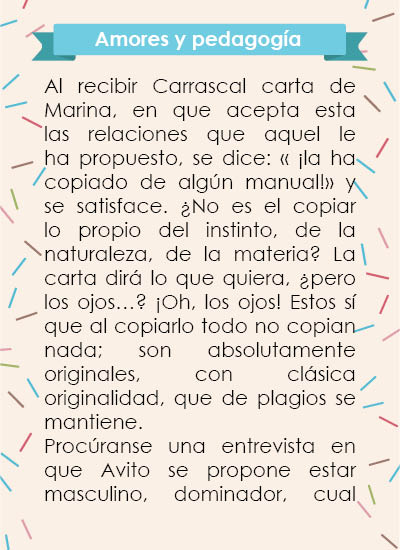 Amores y pedagogía
Al recibir Carrascal carta de
Marina, en que acepta esta
las relaciones que aquel le
ha propuesto, se dice: « ¡la ha
copiado de algún manual!» y
se satisface. ¿No es el copiar
lo propio del instinto, de la
naturaleza, de la materia? La
carta dirá lo que quiera, ¿pero
los ojos...? ¡Oh, los ojos! Estos sí
que al copiarlo todo no copian
nada; son absolutamente
originales, con clásica
originalidad, que de plagios se
mantiene.
Procúranse una entrevista en
que Avito se propone estar
masculino, dominador, cual